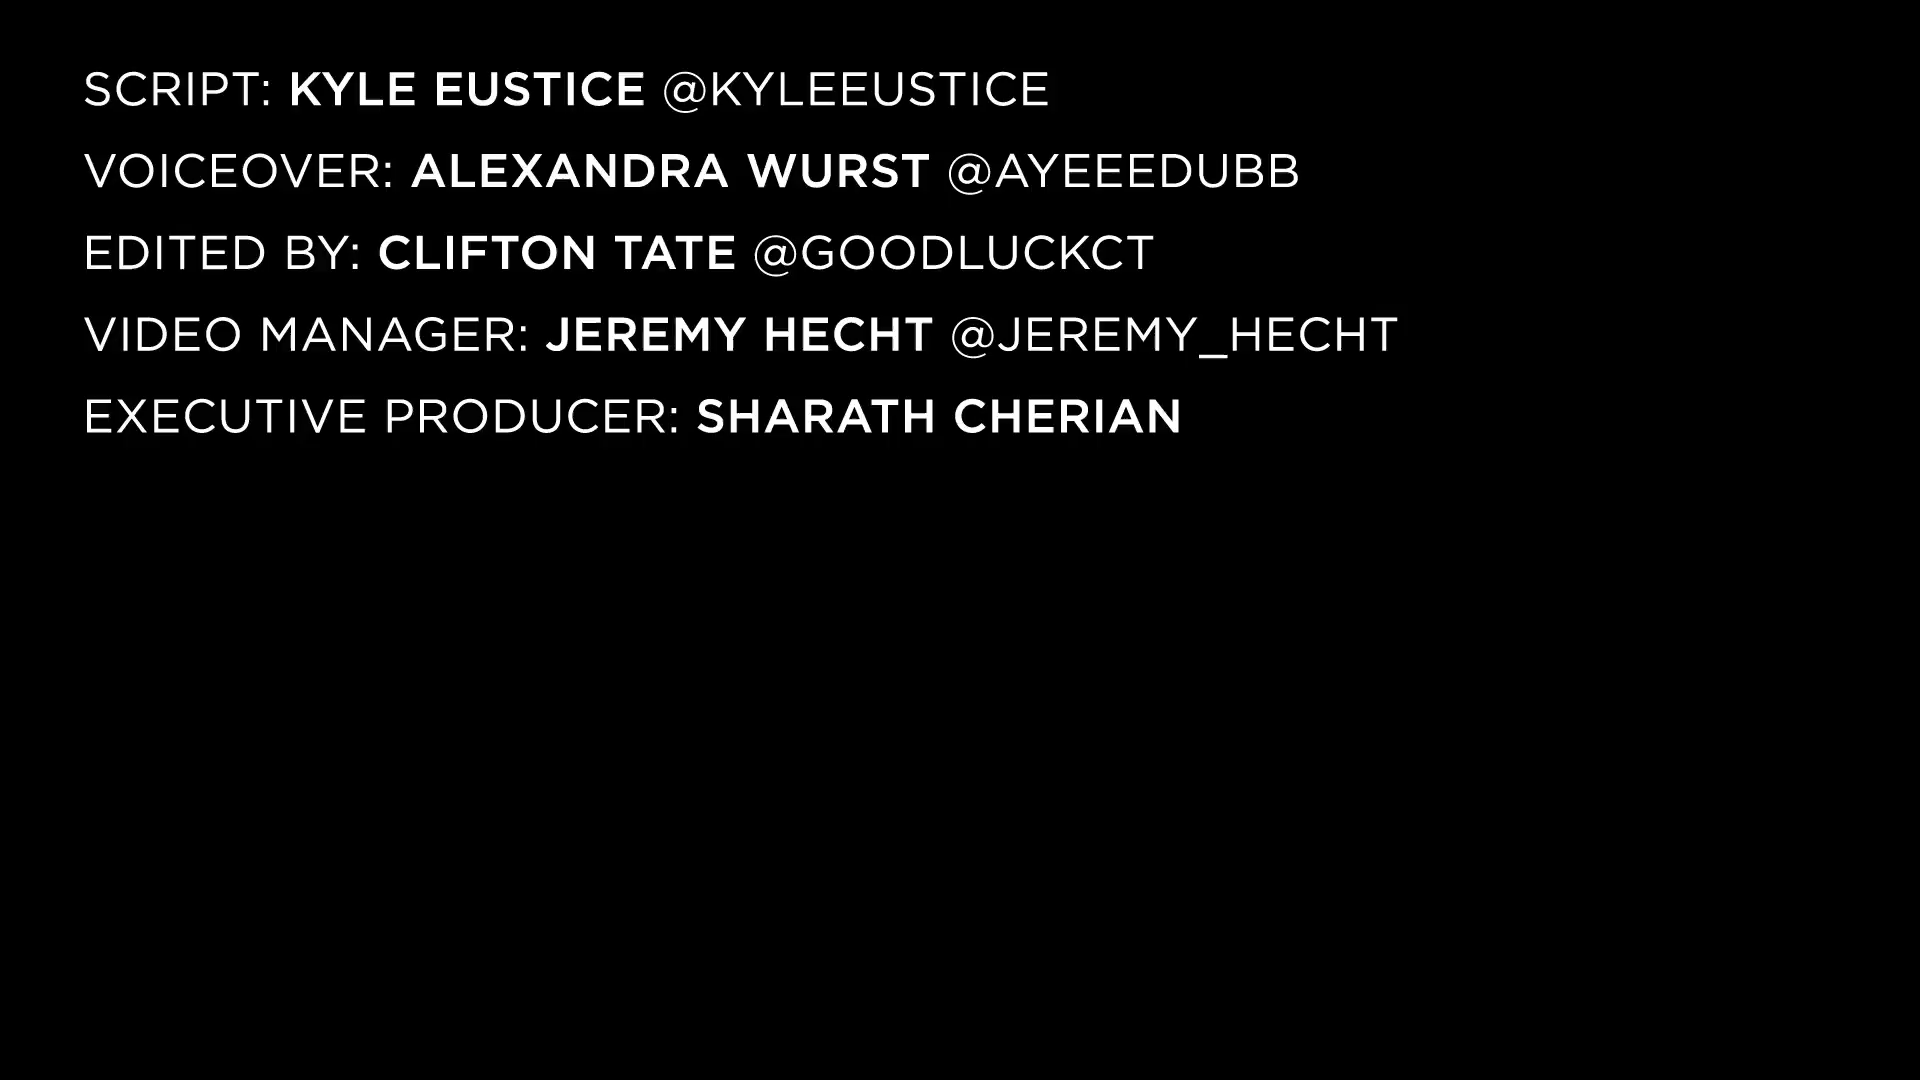 SCRIPT: KYLE EUSTICE @KYLEEUSTICE
VOICEOVER: ALEXANDRA WURST @AYEEEDUBB
EDITED BY: CLIFTON TATE @GOODLUCKCT
VIDEO MANAGER: JEREMY HECHT @JEREMY_HECHT
EXECUTIVE PRODUCER: SHARATH CHERIAN